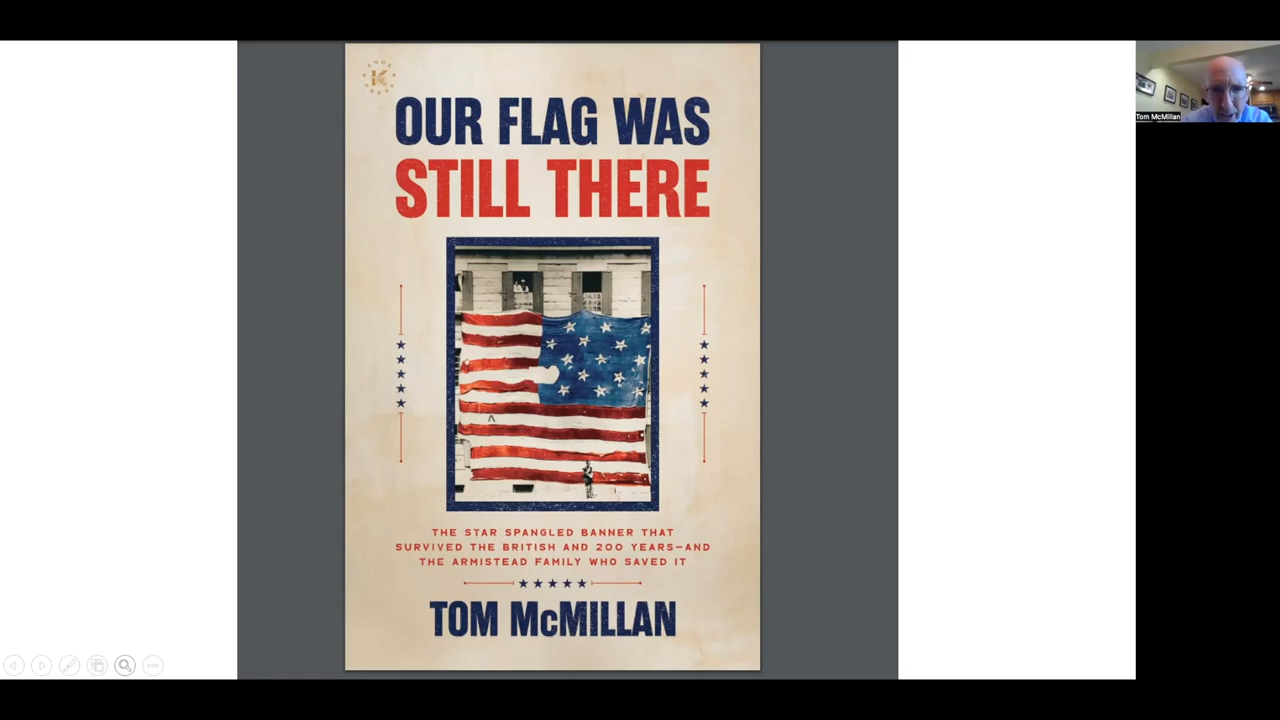 OUR FLAG WAS
STILL THERE
THE STAR SPANGLED BANNER THAT
SURVIVED THE BRITISH AND 200 YEARS—AND
THE ARMISTEAD FAMILY WHO SAVED IT
TOM McMILLAN
Tom McMillan